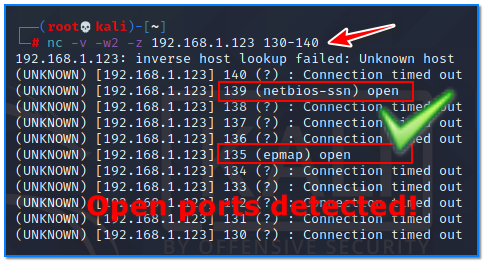 (root💀kali)-[~]
# nc -v -w2 -z 192.168.1.123 130-140
192.168.1.123: inverse host lookup failed: Unknown host
(UNKNOWN) [192.168.1.123] 140 (?) : Connection timed out
(UNKNOWN) [192.168.1.123] 139 (netbios-ssn) open
(UNKNOWN) [192.168.1.123] 138 (?) : Connection timed out
(UNKNOWN) [192.168.1.123] 137 (?) : Connection timed out
(UNKNOWN) [192.168.1.123] 136 (?) : Connection timed out
(UNKNOWN) [192.168.1.123] 135 (epmap) open
(UNKNOWN) [192.168.1.123] 134 (?) : Connection timed out
(UNKNOWN) [192.168.1.123] 133 (?) : Connection timed out
(UNKNOWN) [192.168.1.123] 132 (?) : Connection timed out
(UNKNOWN) [192.168.1.123] 131 (?) : Connection timed out
(UNKNOWN) [192.168.1.123] 130 (?) : Connection timed out
Open ports detected!
BY OFFENSIVE SECURITY